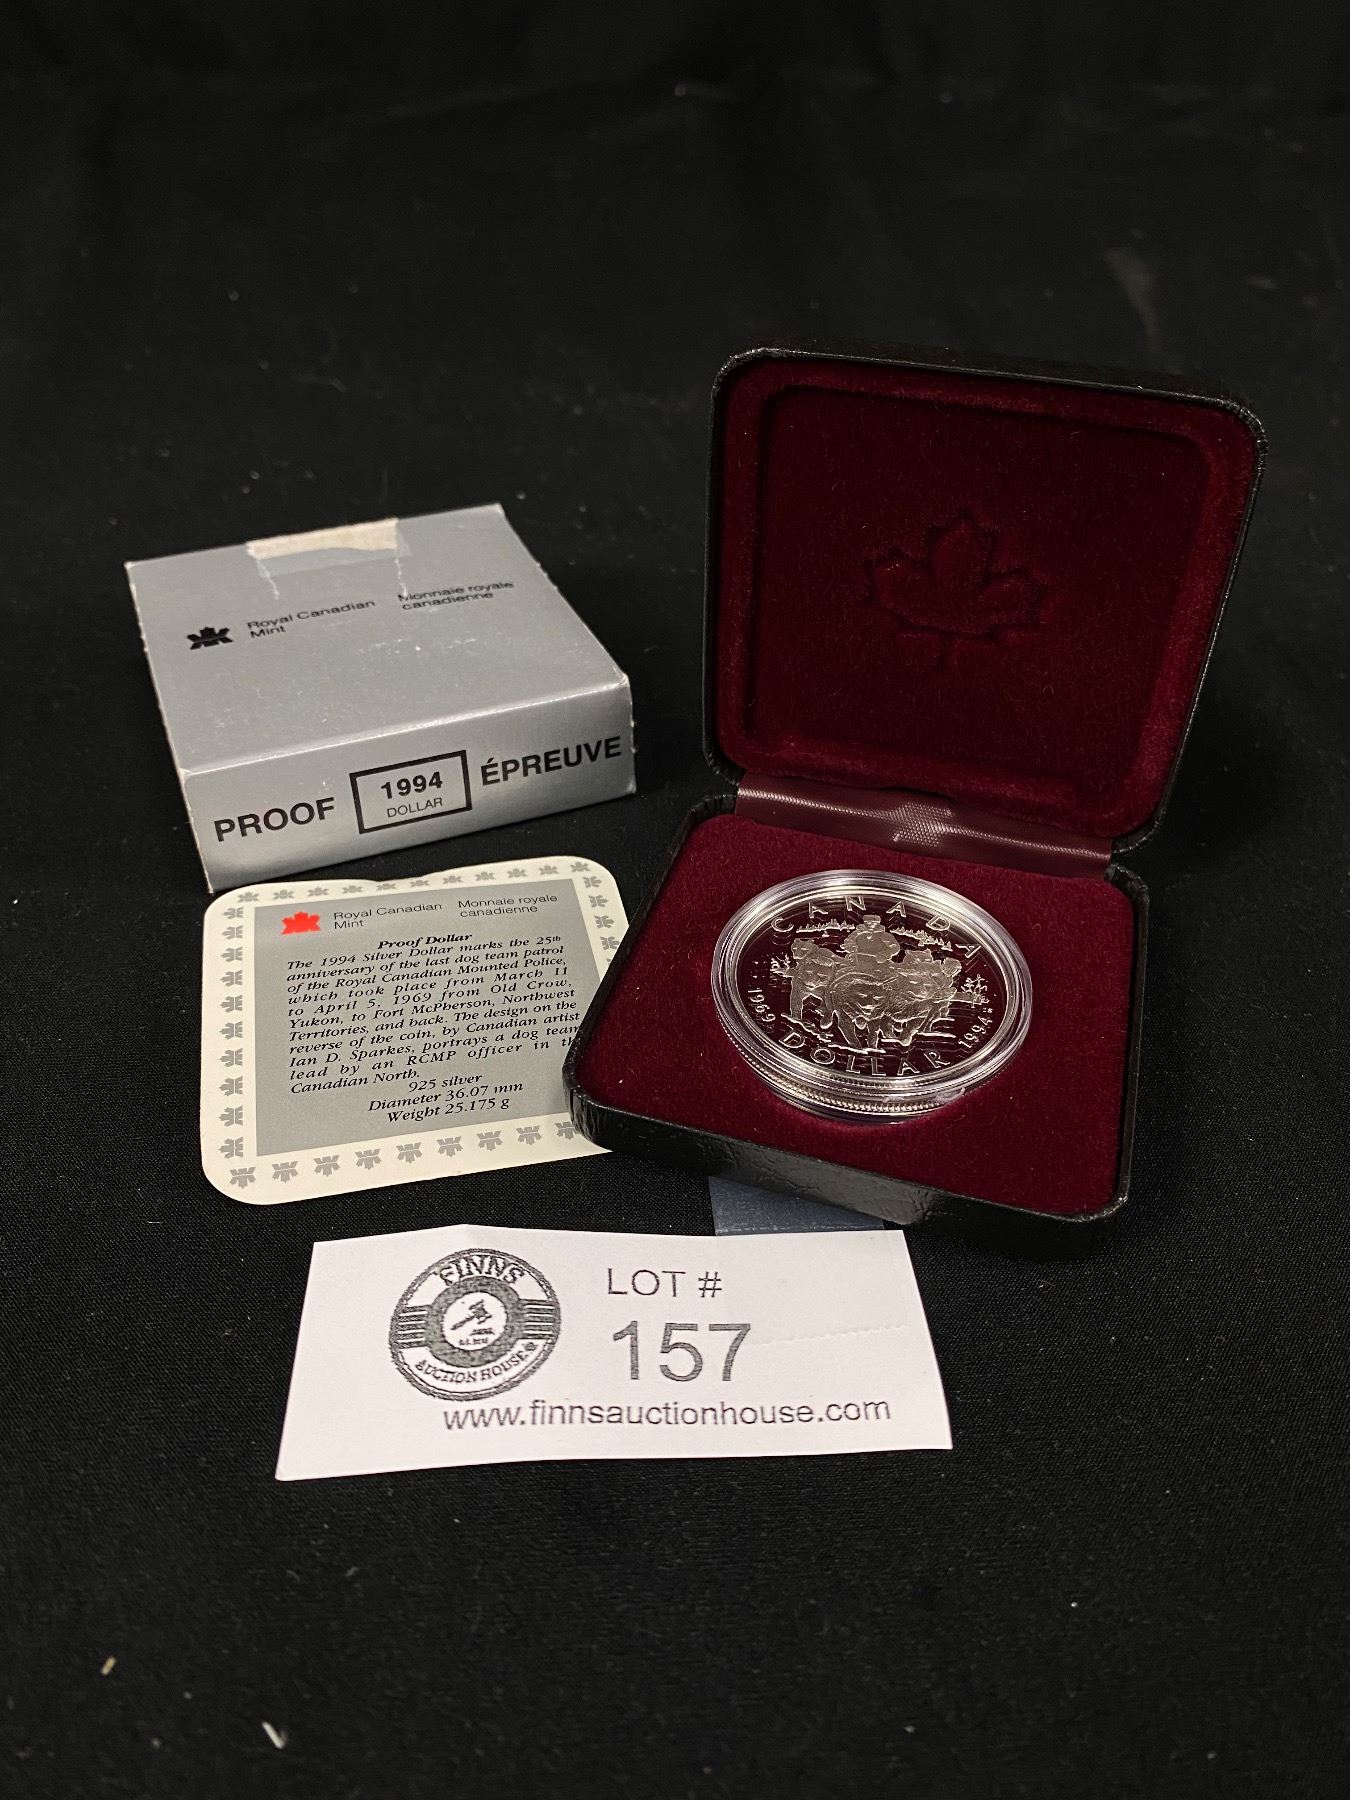 Royal Canadian Mint
Monnaie royale canadienne
PROOF
1994
DOLLAR
ÉPREUVE
Royal Canadian Mint
Monnaie royale canadienne
Proof Dollar
The 1994 Silver Dollar marks the 25th
anniversary of the last dog team patrol
of the Royal Canadian Mounted Police,
which took place from March 11
to April 5, 1969 from Old Crow,
Yukon, to Fort McPherson, Northwest
Territories, and back. The design on the
reverse of the coin, by Canadian artist
Ian D. Sparkes, portrays a dog team
lead by an RCMP officer in th
Canadian North.
925 silver
Diameter 36.07 mm
Weight 25.175 g
CANADA
1969
DOLLAR
1994
FINNS
AUCTION HOUSE
LOT #
157
www.finnsauctionhouse.com